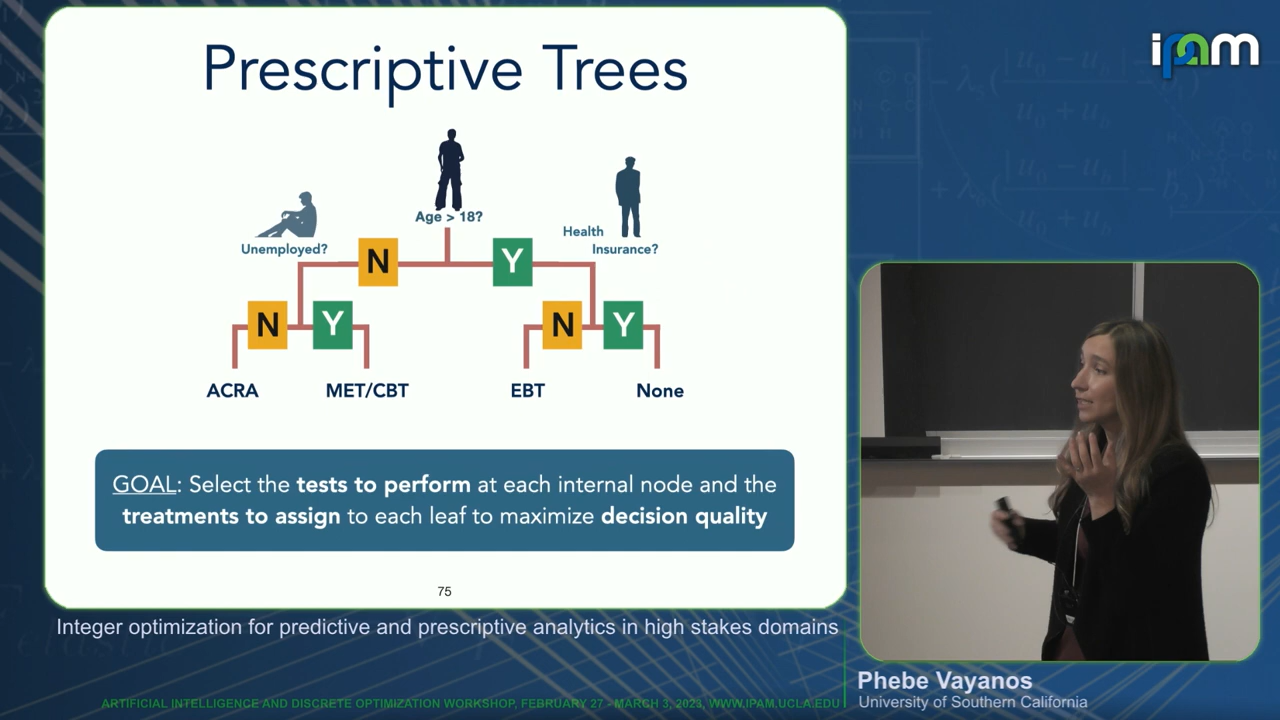 Prescriptive Trees
ipam
Age > 18?
Unemployed?
Health
Insurance?
N
Y
N
Y
N
Y
ACRA
MET/CBT
EBT
None
GOAL: Select the tests to perform at each internal node and the
treatments to assign to each leaf to maximize decision quality
75
Integer optimization for predictive and prescriptive analytics in high stakes domains
Phebe Vayanos
University of Southern California
ARTIFICIAL INTELLIGENCE AND DISCRETE OPTIMIZATION WORKSHOP, FEBRUARY 27 - MARCH 3, 2023, WWW.IPAM.UCLA.EDU